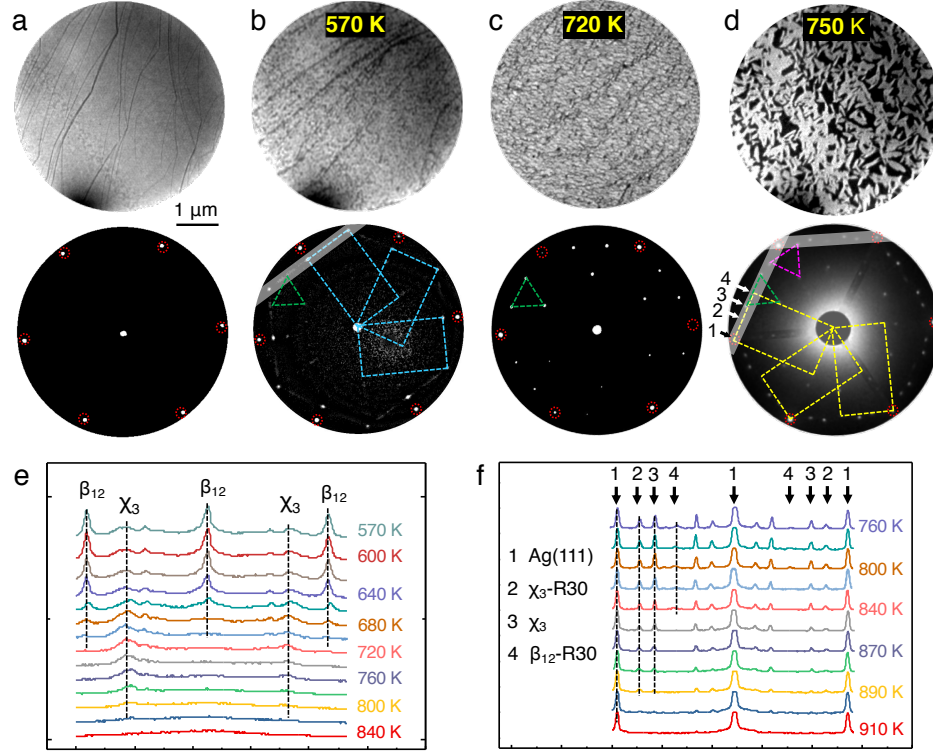 a
b
570 K
c
720 K
d
750 K
1 μm
4
3
2
1
e
β12
χ3
β12
χ3
β12
570 K
600 K
640 K
680 K
720 K
760 K
800 K
840 K
f
1 2 3 4 1 4 3 2 1
760 K
1 Ag(111)
800 K
2 χ3-R30
840 K
3 χ3
870 K
4 β12-R30
890 K
910 K